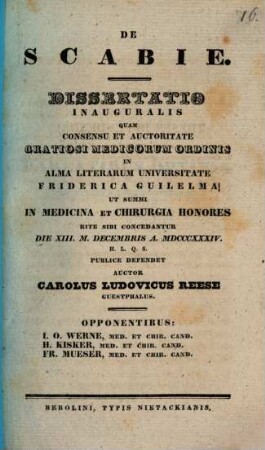 16.
DE
SCABIE.
DISSERTATIO
INAUGURALIS
QUAM
CONSENSU ET AUCTORITATE
GRATIOSI MEDICORUM ORDINIS
IN
ALMA LITERARUM UNIVERSITATE
FRIDERICA GUILELMA
UT SUMMI
IN MEDICINA ET CHIRURGIA HONORES
RITE SIBI CONCEDANTUR
DIE XIII. M. DECEMBRIS A. MDCCCXXXIV.
H. L. Q. S.
PUBLICE DEFENDET
AUCTOR
CAROLUS LUDOVICUS REESE
GUESTPHALUS.
OPPONENTIBUS:
I. O. WERNE, MED. ET CHIR. CAND.
H. KISKER, MED. ET CHIR. CAND.
FR. MUESER, MED. ET CHIR. CAND.
BEROLINI, TYPIS NIETACKIANIS.